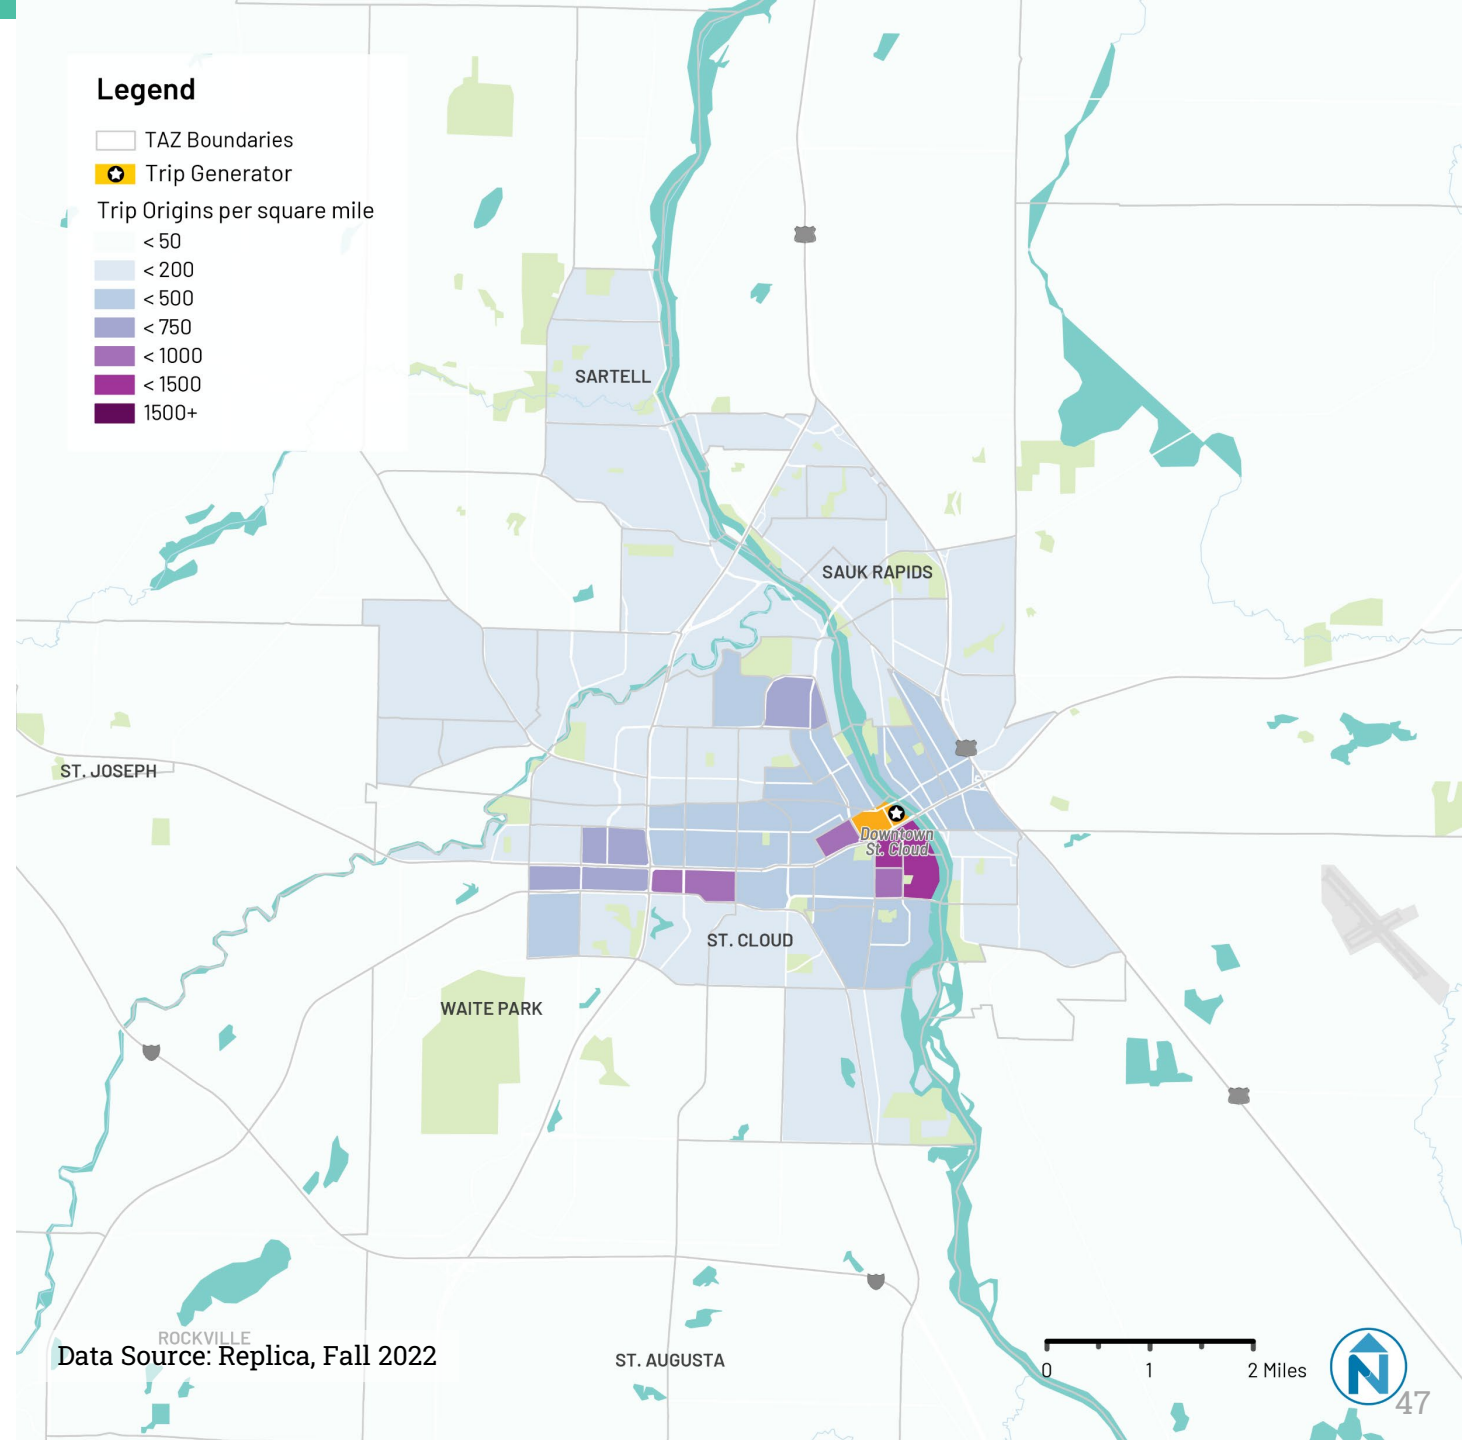 Legend
TAZ Boundaries
Trip Generator
Trip Origins per square mile
< 50
< 200
< 500
< 750
< 1000
< 1500
1500+
SARTELL
SAUK RAPIDS
ST. JOSEPH
Downtown
St. Cloud
ST. CLOUD
WAITE PARK
ROCKVILLE
Data Source: Replica, Fall 2022
ST. AUGUSTA
0 1 2 Miles
N
47